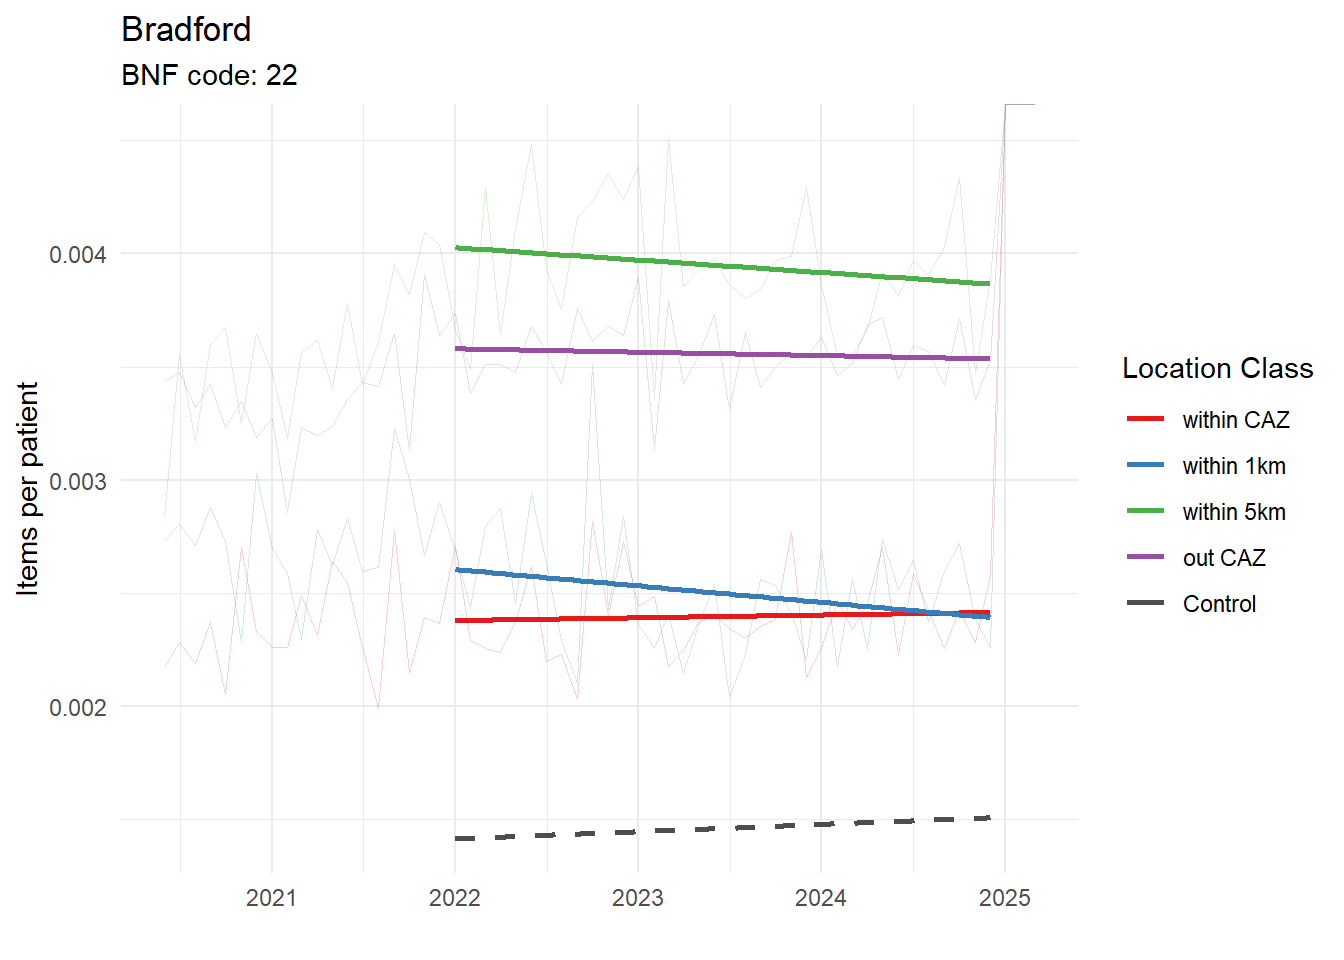 Bradford
BNF code: 22
Items per patient
0.004
0.003
0.002
2021
2022
2023
2024
2025
Location Class
within CAZ
within 1km
within 5km
out CAZ
Control